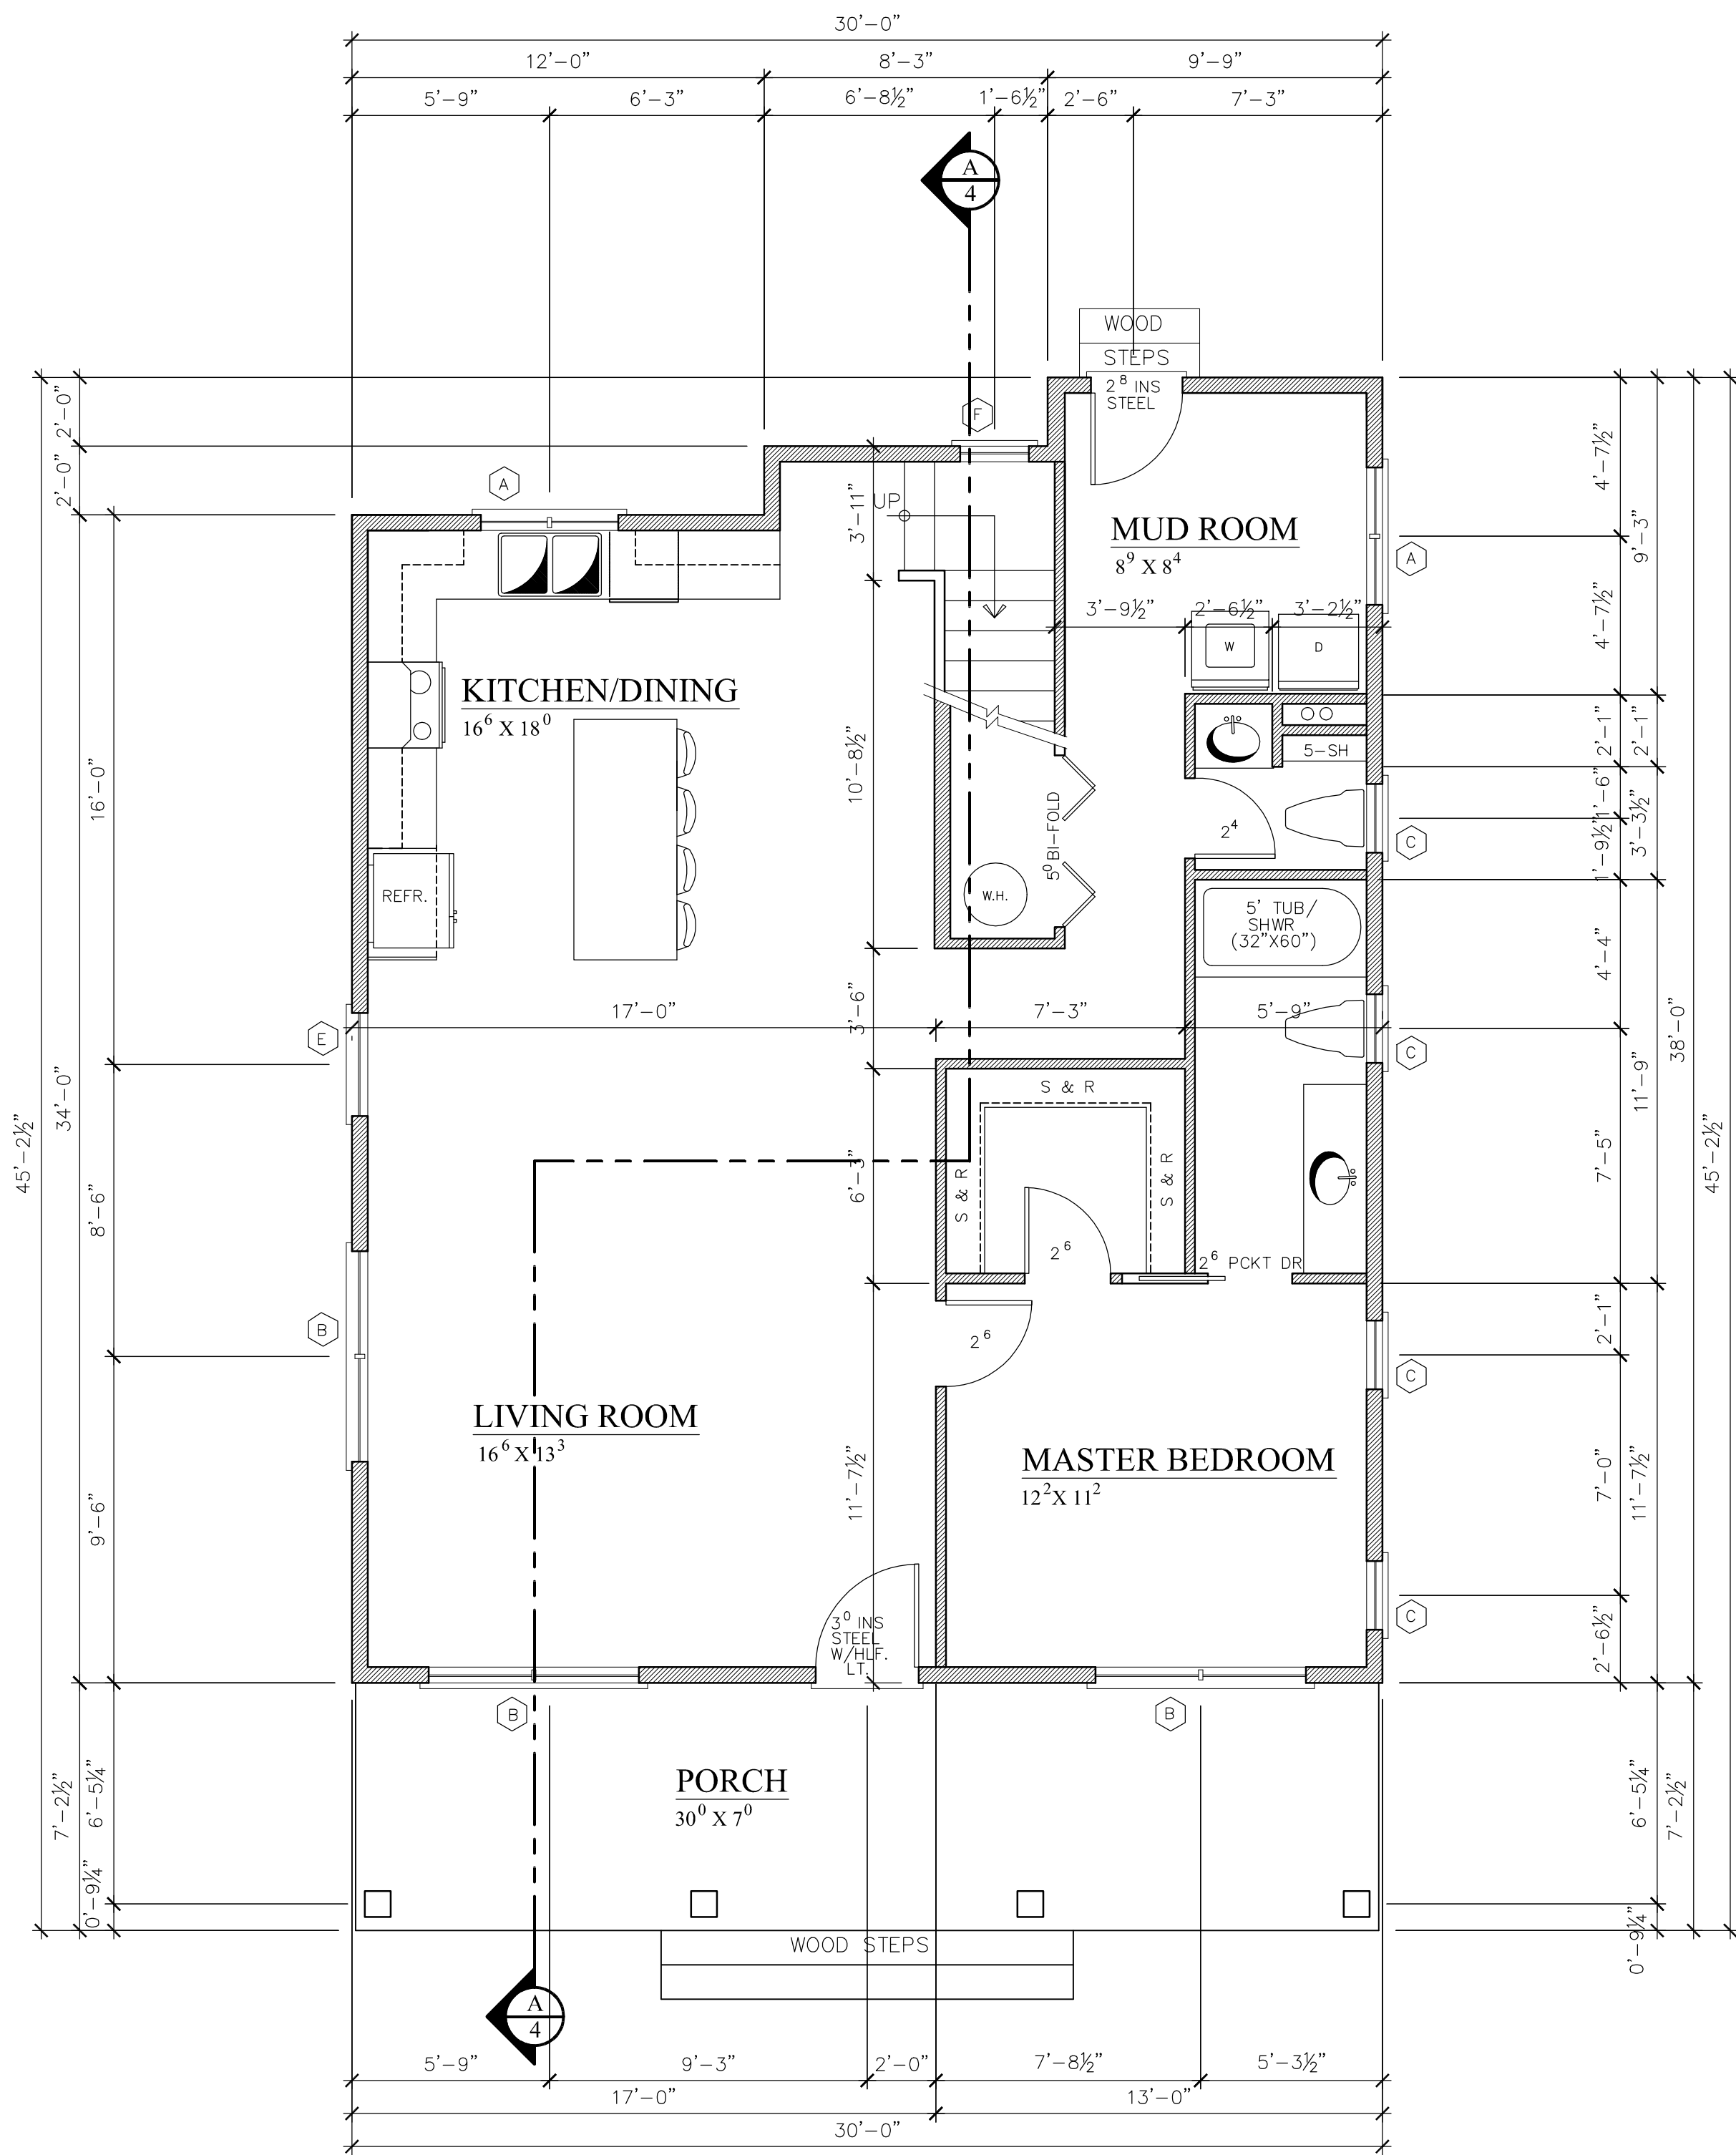 30'-0"
12'-0" 8'-3" 9'-9"
5'-9" 6'-3" 6'-8½" 1'-6½" 2'-6" 7'-3"
A
4
WOOD
STEPS
2⁸ INS
STEEL
F
A
UP
3'-11"
MUD ROOM
8⁹ X 8⁴
A
3'-9½" 2'-6½" 3'-2½"
W
D
KITCHEN/DINING
16⁶ X 18⁰
5-SH
10'-8½"
5⁰ BI-FOLD
2⁴
C
W.H.
REFR.
5' TUB/
SHWR
(32"X60")
E
17'-0" 7'-3" 5'-9"
3'-6"
C
S & R
S & R
S & R
6'-3"
2⁶
2⁶ PCKT DR
2⁶
B
C
LIVING ROOM
16⁶ X 13³
MASTER BEDROOM
12² X 11²
11'-7½"
3⁰ INS
STEEL
W/HLF.
LT.
C
B
B
PORCH
30⁰ X 7⁰
WOOD STEPS
A
4
5'-9" 9'-3" 2'-0" 7'-8½" 5'-3½"
17'-0" 13'-0"
30'-0"
45'-2½"
2'-0"
2'-0"
34'-0"
7'-2½"
16'-0"
8'-6"
9'-6"
6'-5¼"
0'-9¼"
4'-7½"
4'-7½"
2'-1"
1'-6"
1'-9½"
4'-4"
7'-5"
2'-1"
7'-0"
2'-6½"
9'-3"
2'-1"
3'-3½"
11'-9"
11'-7½"
6'-5¼"
0'-9¼"
38'-0"
7'-2½"
45'-2½"